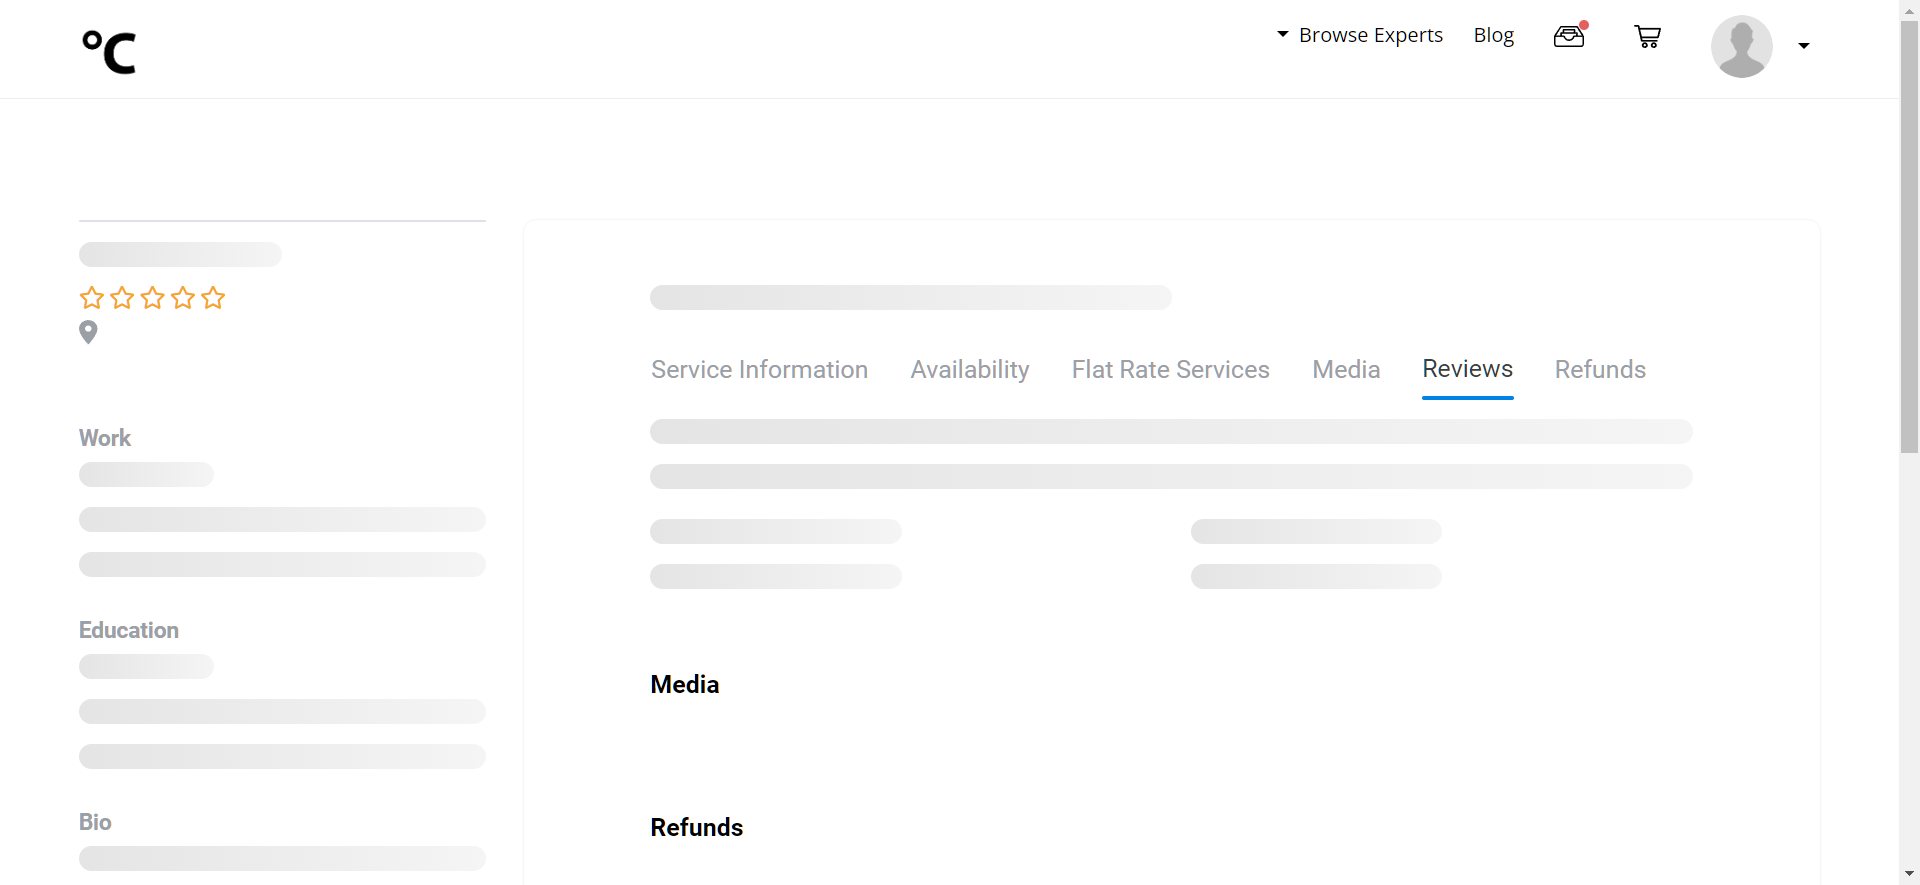 °C
Browse Experts Blog
Service Information Availability Flat Rate Services Media Reviews Refunds
Work
Education
Bio
Media
Refunds